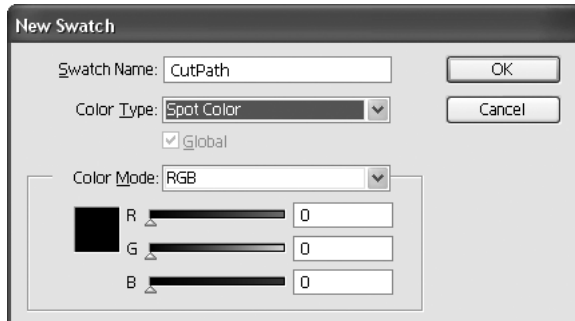 New Swatch
Swatch Name: CutPath OK
Color Type: Spot Color Cancel
Global
Color Mode: RGB
R 0
G 0
B 0